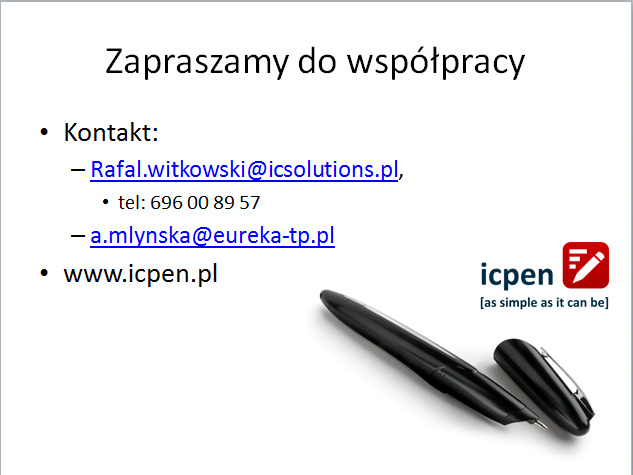 Zapraszamy do współpracy
• Kontakt:
– Rafal.witkowski@icsolutions.pl,
• tel: 696 00 89 57
– a.mlynska@eureka-tp.pl
• www.icpen.pl
icpen
[as simple as it can be]